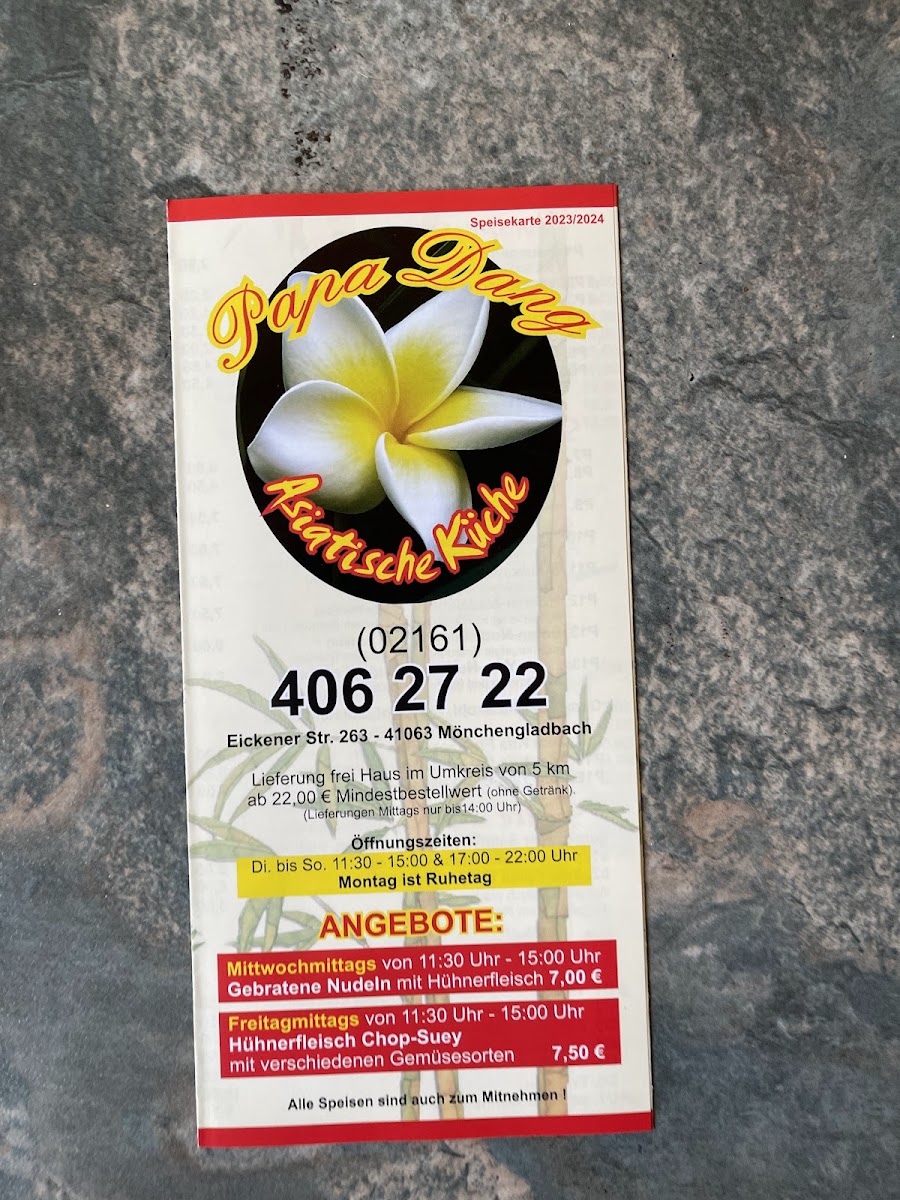 Speisekarte 2023/2024
Papa Dang
Asiatische Küche
(02161)
406 27 22
Eickener Str. 263 - 41063 Mönchengladbach
Lieferung frei Haus im Umkreis von 5 km
ab 22,00 € Mindestbestellwert (ohne Getränk).
(Lieferungen Mittags nur bis14:00 Uhr)
Öffnungszeiten:
Di. bis So. 11:30 - 15:00 & 17:00 - 22:00 Uhr
Montag ist Ruhetag
ANGEBOTE:
Mittwochmittags von 11:30 Uhr - 15:00 Uhr
Gebratene Nudeln mit Hühnerfleisch 7,00 €
Freitagmittags von 11:30 Uhr - 15:00 Uhr
Hühnerfleisch Chop-Suey
mit verschiedenen Gemüsesorten 7,50 €
Alle Speisen sind auch zum Mitnehmen !